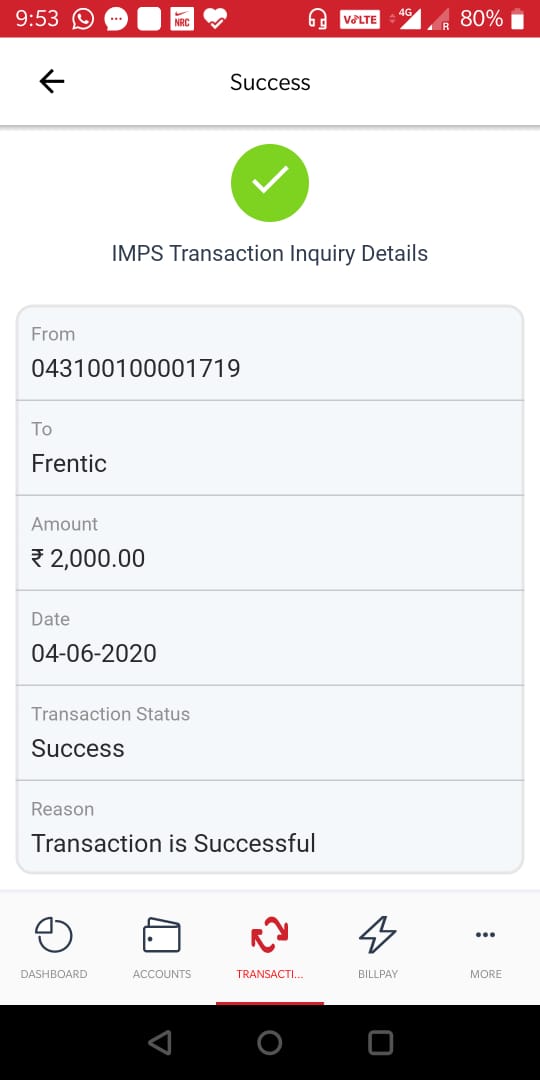 9:53
NRC
VoLTE
4G
R
80%
Success
IMPS Transaction Inquiry Details
From
043100100001719
To
Frentic
Amount
₹ 2,000.00
Date
04-06-2020
Transaction Status
Success
Reason
Transaction is Successful
DASHBOARD
ACCOUNTS
TRANSACTI...
BILLPAY
MORE